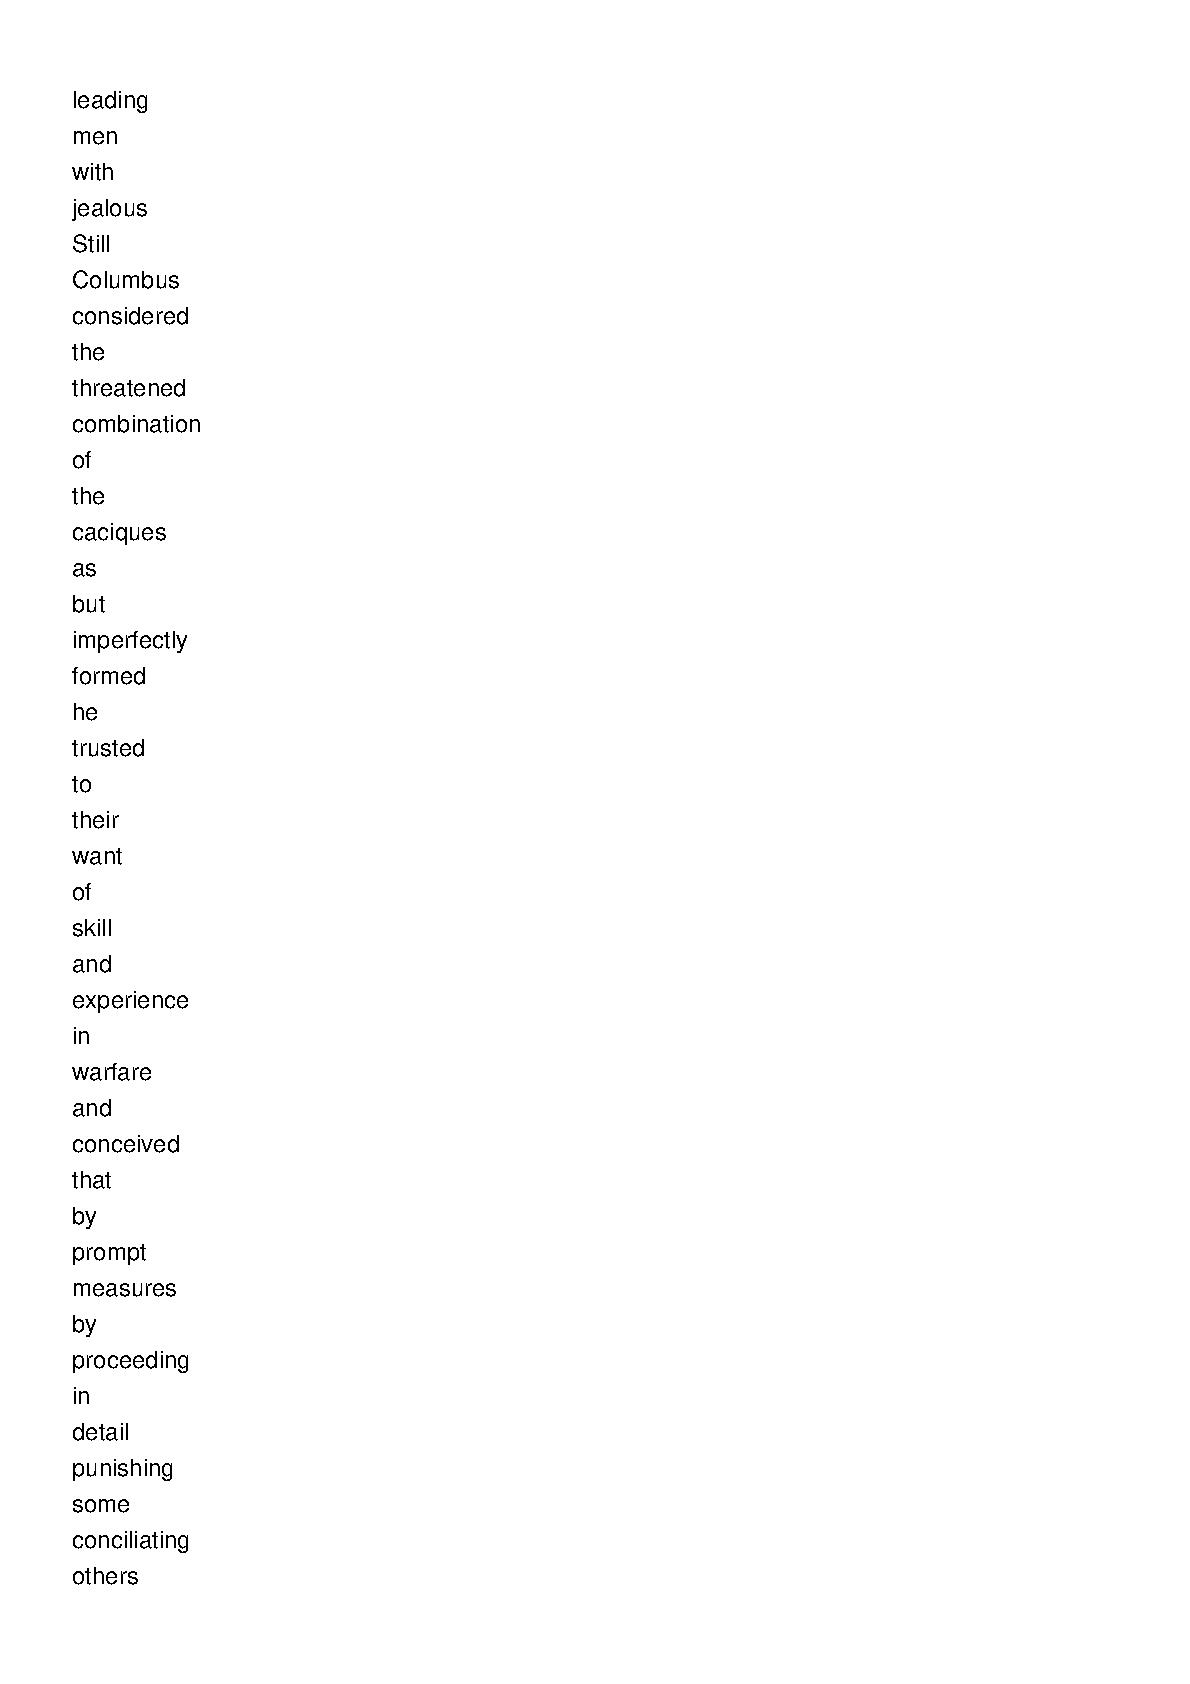 leading
men
with
jealous
Still
Columbus
considered
the
threatened
combination
of
the
caciques
as
but
imperfectly
formed
he
trusted
to
their
want
of
skill
and
experience
in
warfare
and
conceived
that
by
prompt
measures
by
proceeding
in
detail
punishing
some
conciliating
others